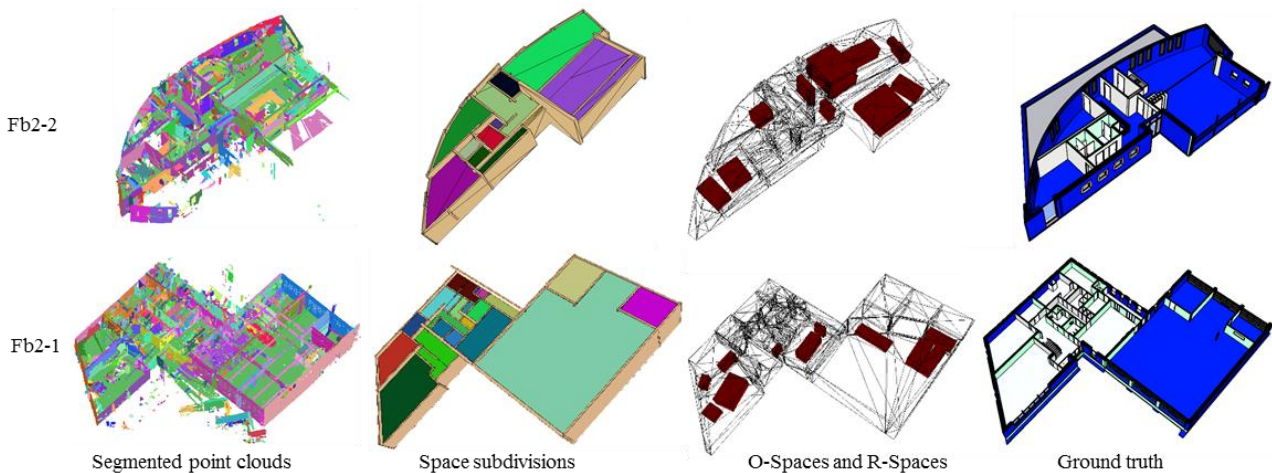 Fb2-2
Fb2-1
Segmented point clouds
Space subdivisions
O-Spaces and R-Spaces
Ground truth